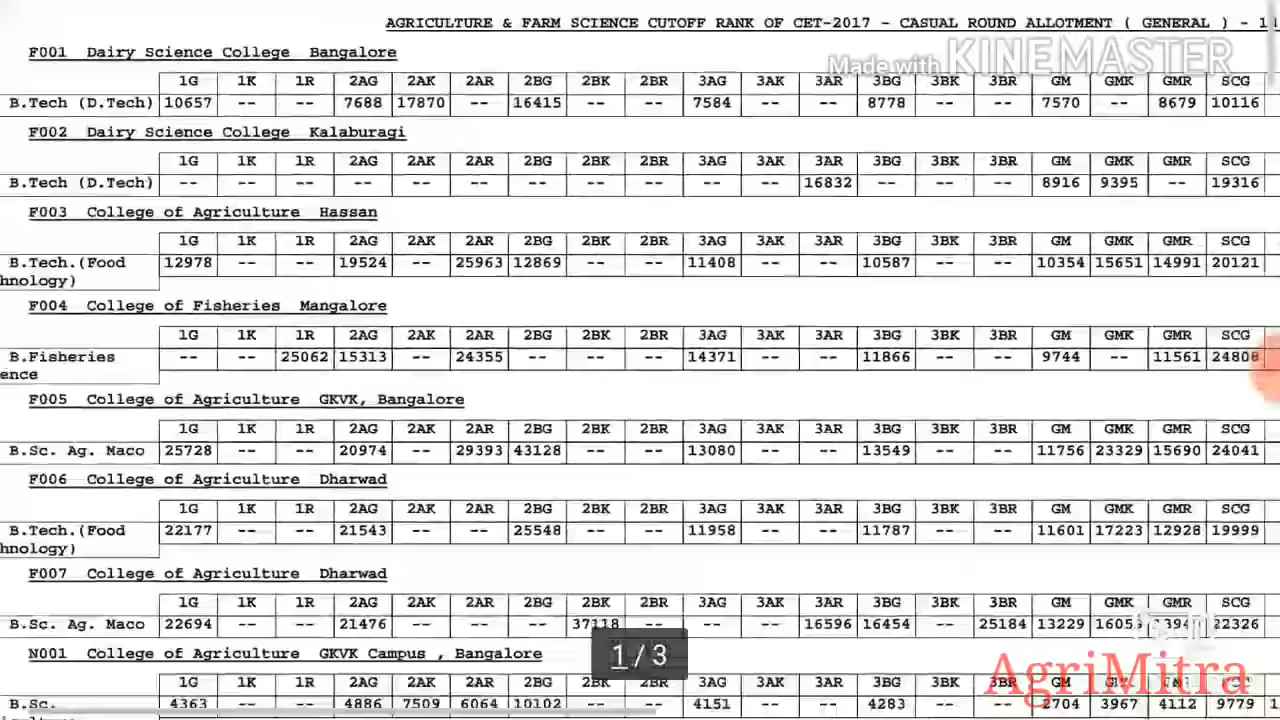 AGRICULTURE & FARM SCIENCE CUTOFF RANK OF CET-2017 - CASUAL ROUND ALLOTMENT ( GENERAL ) -
Made with KINEMASTER
F001 Dairy Science College Bangalore
1G 1K 1R 2AG 2AK 2AR 2BG 2BK 2BR 3AG 3AK 3AR 3BG 3BK 3BR GM GMK GMR SCG
B.Tech (D.Tech) 10657 -- -- 7688 17870 -- 16415 -- -- 7584 -- -- 8778 -- -- 7570 -- 8679 10116
F002 Dairy Science College Kalaburagi
1G 1K 1R 2AG 2AK 2AR 2BG 2BK 2BR 3AG 3AK 3AR 3BG 3BK 3BR GM GMK GMR SCG
B.Tech (D.Tech) -- -- -- -- -- -- -- -- -- -- -- 16832 -- -- -- 8916 9395 -- 19316
F003 College of Agriculture Hassan
1G 1K 1R 2AG 2AK 2AR 2BG 2BK 2BR 3AG 3AK 3AR 3BG 3BK 3BR GM GMK GMR SCG
B.Tech.(Food 12978 -- -- 19524 -- 25963 12869 -- -- 11408 -- -- 10587 -- -- 10354 15651 14991 20121
hnology)
F004 College of Fisheries Mangalore
1G 1K 1R 2AG 2AK 2AR 2BG 2BK 2BR 3AG 3AK 3AR 3BG 3BK 3BR GM GMK GMR SCG
B.Fisheries -- -- 25062 15313 -- 24355 -- -- -- 14371 -- -- 11866 -- -- 9744 -- 11561 24808
ence
F005 College of Agriculture GKVK, Bangalore
1G 1K 1R 2AG 2AK 2AR 2BG 2BK 2BR 3AG 3AK 3AR 3BG 3BK 3BR GM GMK GMR SCG
B.Sc. Ag. Maco 25728 -- -- 20974 -- 29393 43128 -- -- 13080 -- -- 13549 -- -- 11756 23329 15690 24041
F006 College of Agriculture Dharwad
1G 1K 1R 2AG 2AK 2AR 2BG 2BK 2BR 3AG 3AK 3AR 3BG 3BK 3BR GM GMK GMR SCG
B.Tech.(Food 22177 -- -- 21543 -- -- 25548 -- -- 11958 -- -- 11787 -- -- 11601 17223 12928 19999
hnology)
F007 College of Agriculture Dharwad
1G 1K 1R 2AG 2AK 2AR 2BG 2BK 2BR 3AG 3AK 3AR 3BG 3BK 3BR GM GMK GMR SCG
B.Sc. Ag. Maco 22694 -- -- 21476 -- -- -- 37118 -- -- -- 16596 16454 -- 25184 13229 22326
1/3
N001 College of Agriculture GKVK Campus , Bangalore
1G 1K 1R 2AG 2AK 2AR 2BG 2BK 2BR 3AG 3AK 3AR 3BG 3BK 3BR GM SCG
AgriMitra
B.Sc. 4363 -- -- 4886 7509 6064 10102 -- -- 4151 -- -- 4283 -- -- 2704 3967 4112 9779